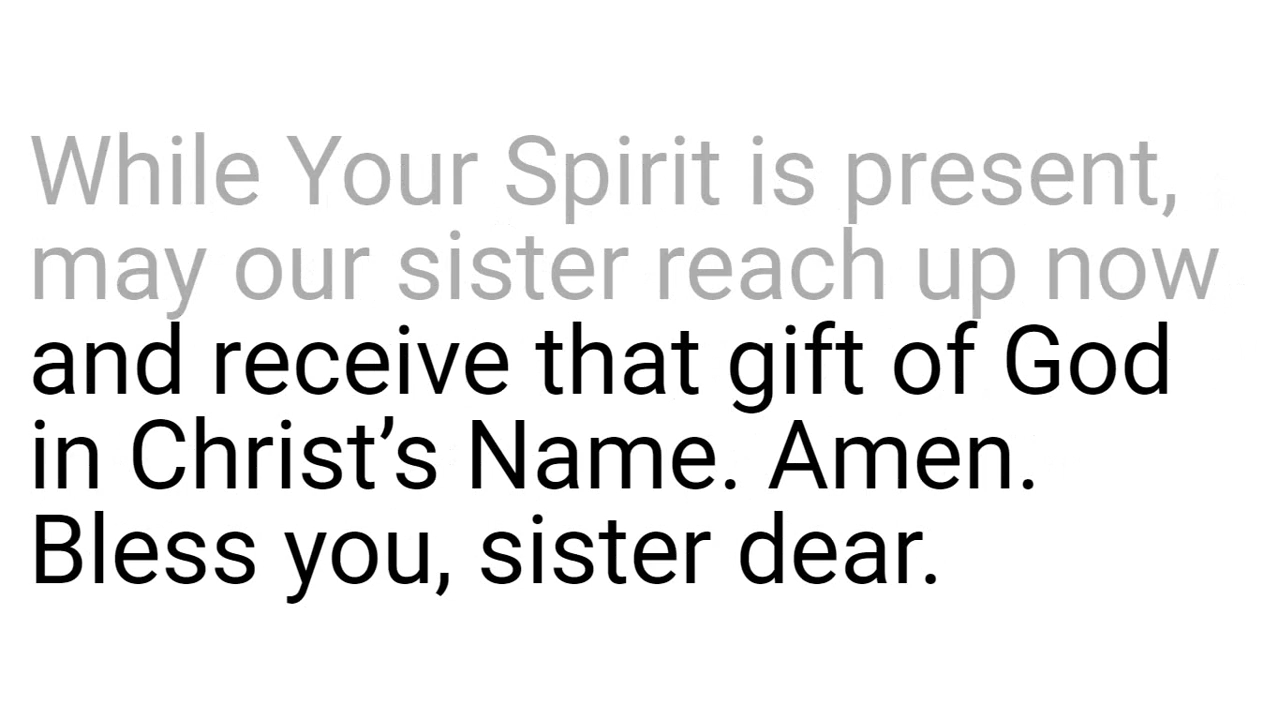 While Your Spirit is present,
may our sister reach up now
and receive that gift of God
in Christ’s Name. Amen.
Bless you, sister dear.